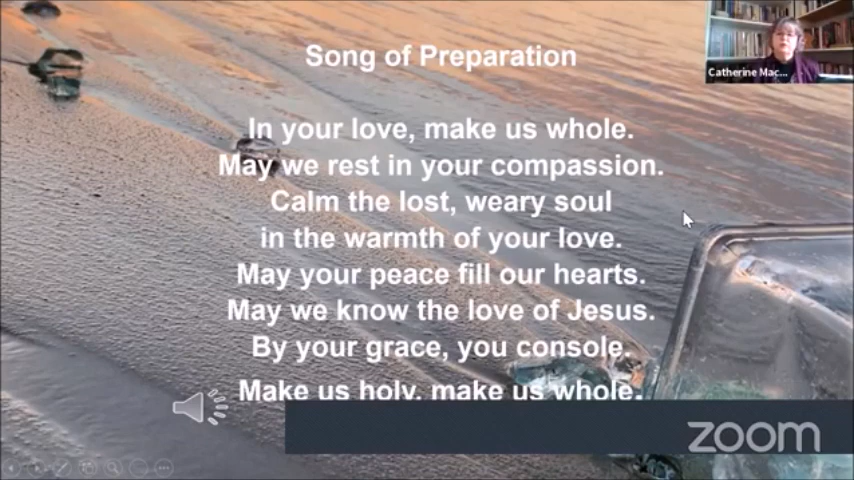 Song of Preparation
Catherine Mac...
In your love, make us whole.
May we rest in your compassion.
Calm the lost, weary soul
in the warmth of your love.
May your peace fill our hearts.
May we know the love of Jesus.
By your grace, you console.
Make us holy, make us whole.
zoom